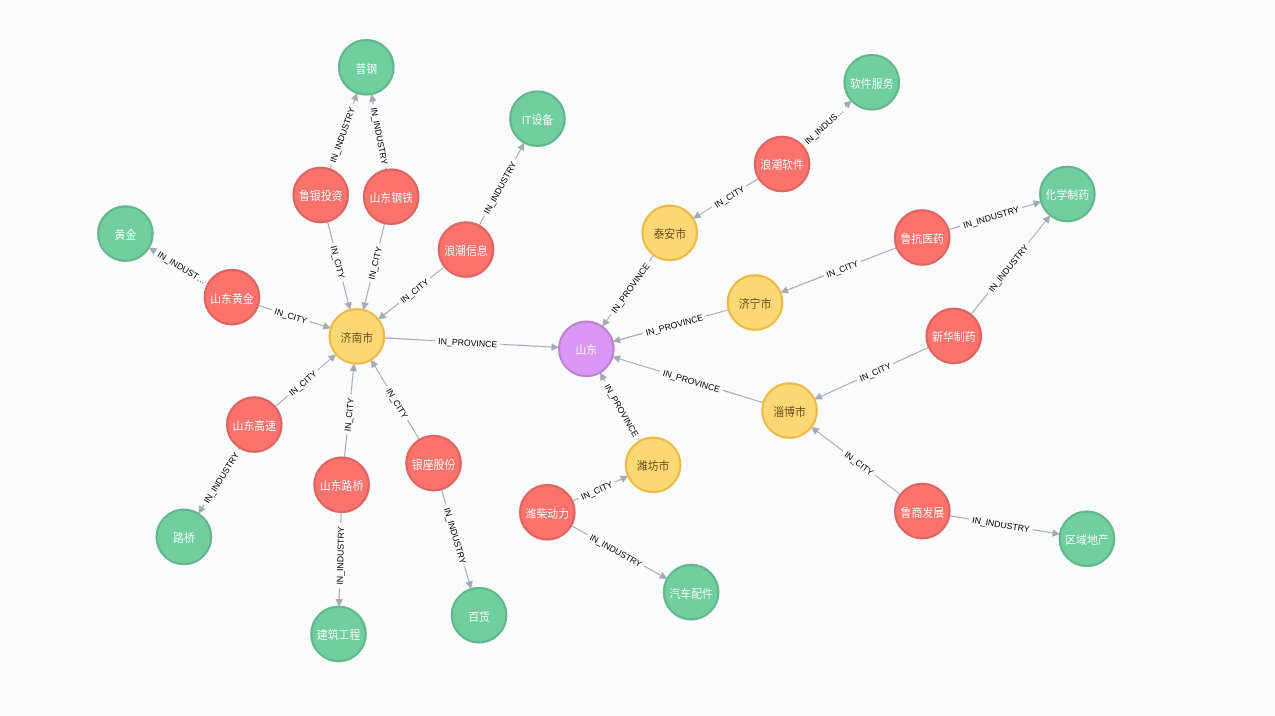 普钢
软件服务
IT设备
IN_INDUSTRY
IN_INDUSTRY
IN_INDUS...
浪潮软件
IN_INDUSTRY
鲁银投资
山东钢铁
IN_CITY
化学制药
IN_INDUSTRY
黄金
泰安市
鲁抗医药
浪潮信息
IN_INDUST...
IN_CITY
IN_CITY
IN_CITY
IN_INDUSTRY
山东黄金
IN_CITY
IN_PROVINCE
济宁市
IN_CITY
IN_PROVINCE
济南市
IN_PROVINCE
山东
新华制药
IN_CITY
IN_PROVINCE
IN_CITY
IN_CITY
IN_CITY
IN_PROVINCE
淄博市
山东高速
IN_CITY
银座股份
潍坊市
IN_INDUSTRY
山东路桥
IN_CITY
潍柴动力
鲁商发展
IN_INDUSTRY
路桥
IN_INDUSTRY
IN_INDUSTRY
IN_INDUSTRY
区域地产
汽车配件
百货
建筑工程